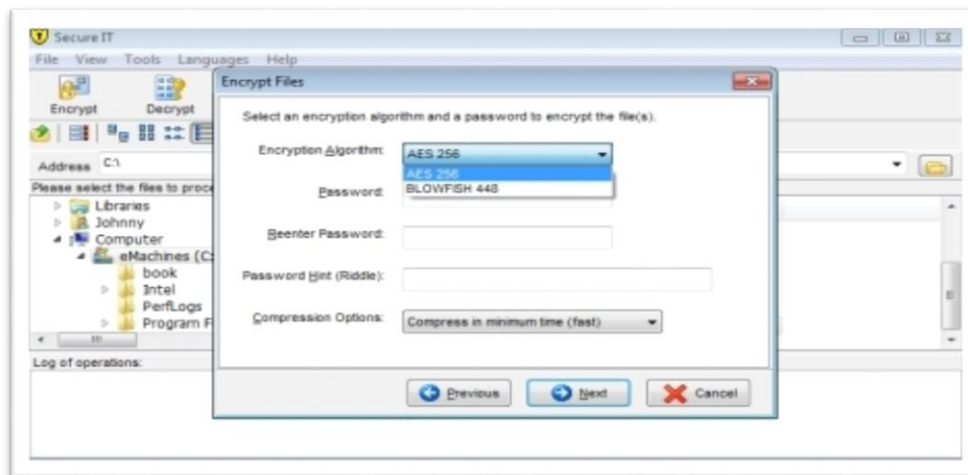 Secure IT
File View Tools Languages Help
Encrypt Decrypt
Address C:\
Please select the files to proce
Libraries
Johnny
Computer
eMachines (C:
book
Intel
PerfLogs
Program F
Log of operations:
Encrypt Files
Select an encryption algorithm and a password to encrypt the file(s).
Encryption Algorithm: AES 256
AES 256
BLOWFISH 448
Password:
Reenter Password:
Password Hint (Riddle):
Compression Options: Compress in minimum time (fast)
Previous Next Cancel